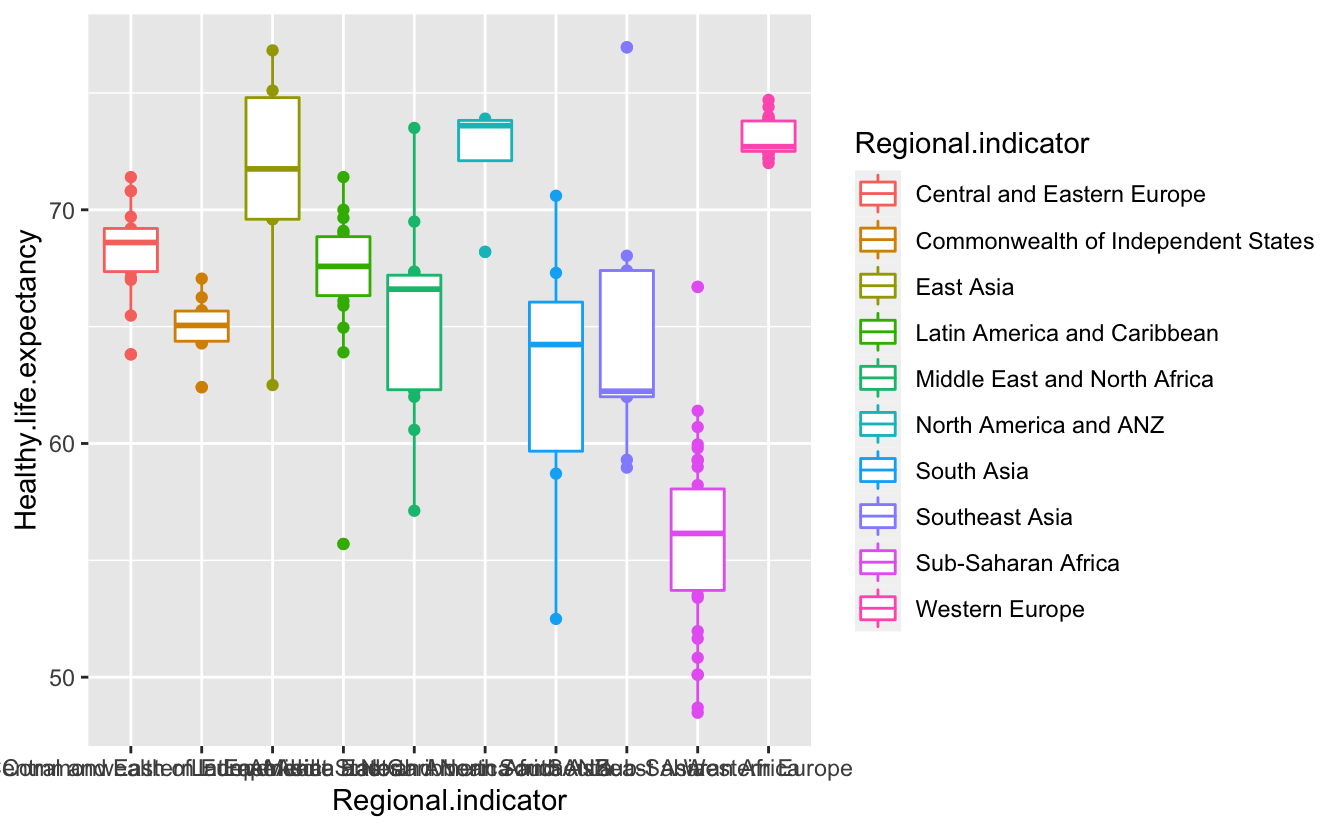 Healthy.life.expectancy
70
60
50
Western Europe
Regional.indicator
Regional.indicator
Central and Eastern Europe
Commonwealth of Independent States
East Asia
Latin America and Caribbean
Middle East and North Africa
North America and ANZ
South Asia
Southeast Asia
Sub-Saharan Africa
Western Europe